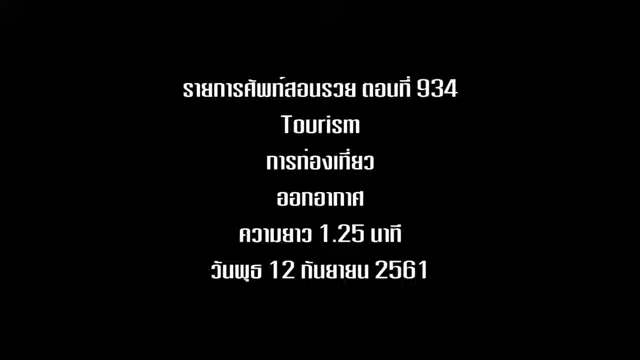 รายการศัพท์สอนรวย ตอนที่ 934
Tourism
การท่องเที่ยว
ออกอากาศ
ความยาว 1.25 นาที
วันพุธ 12 กันยายน 2561